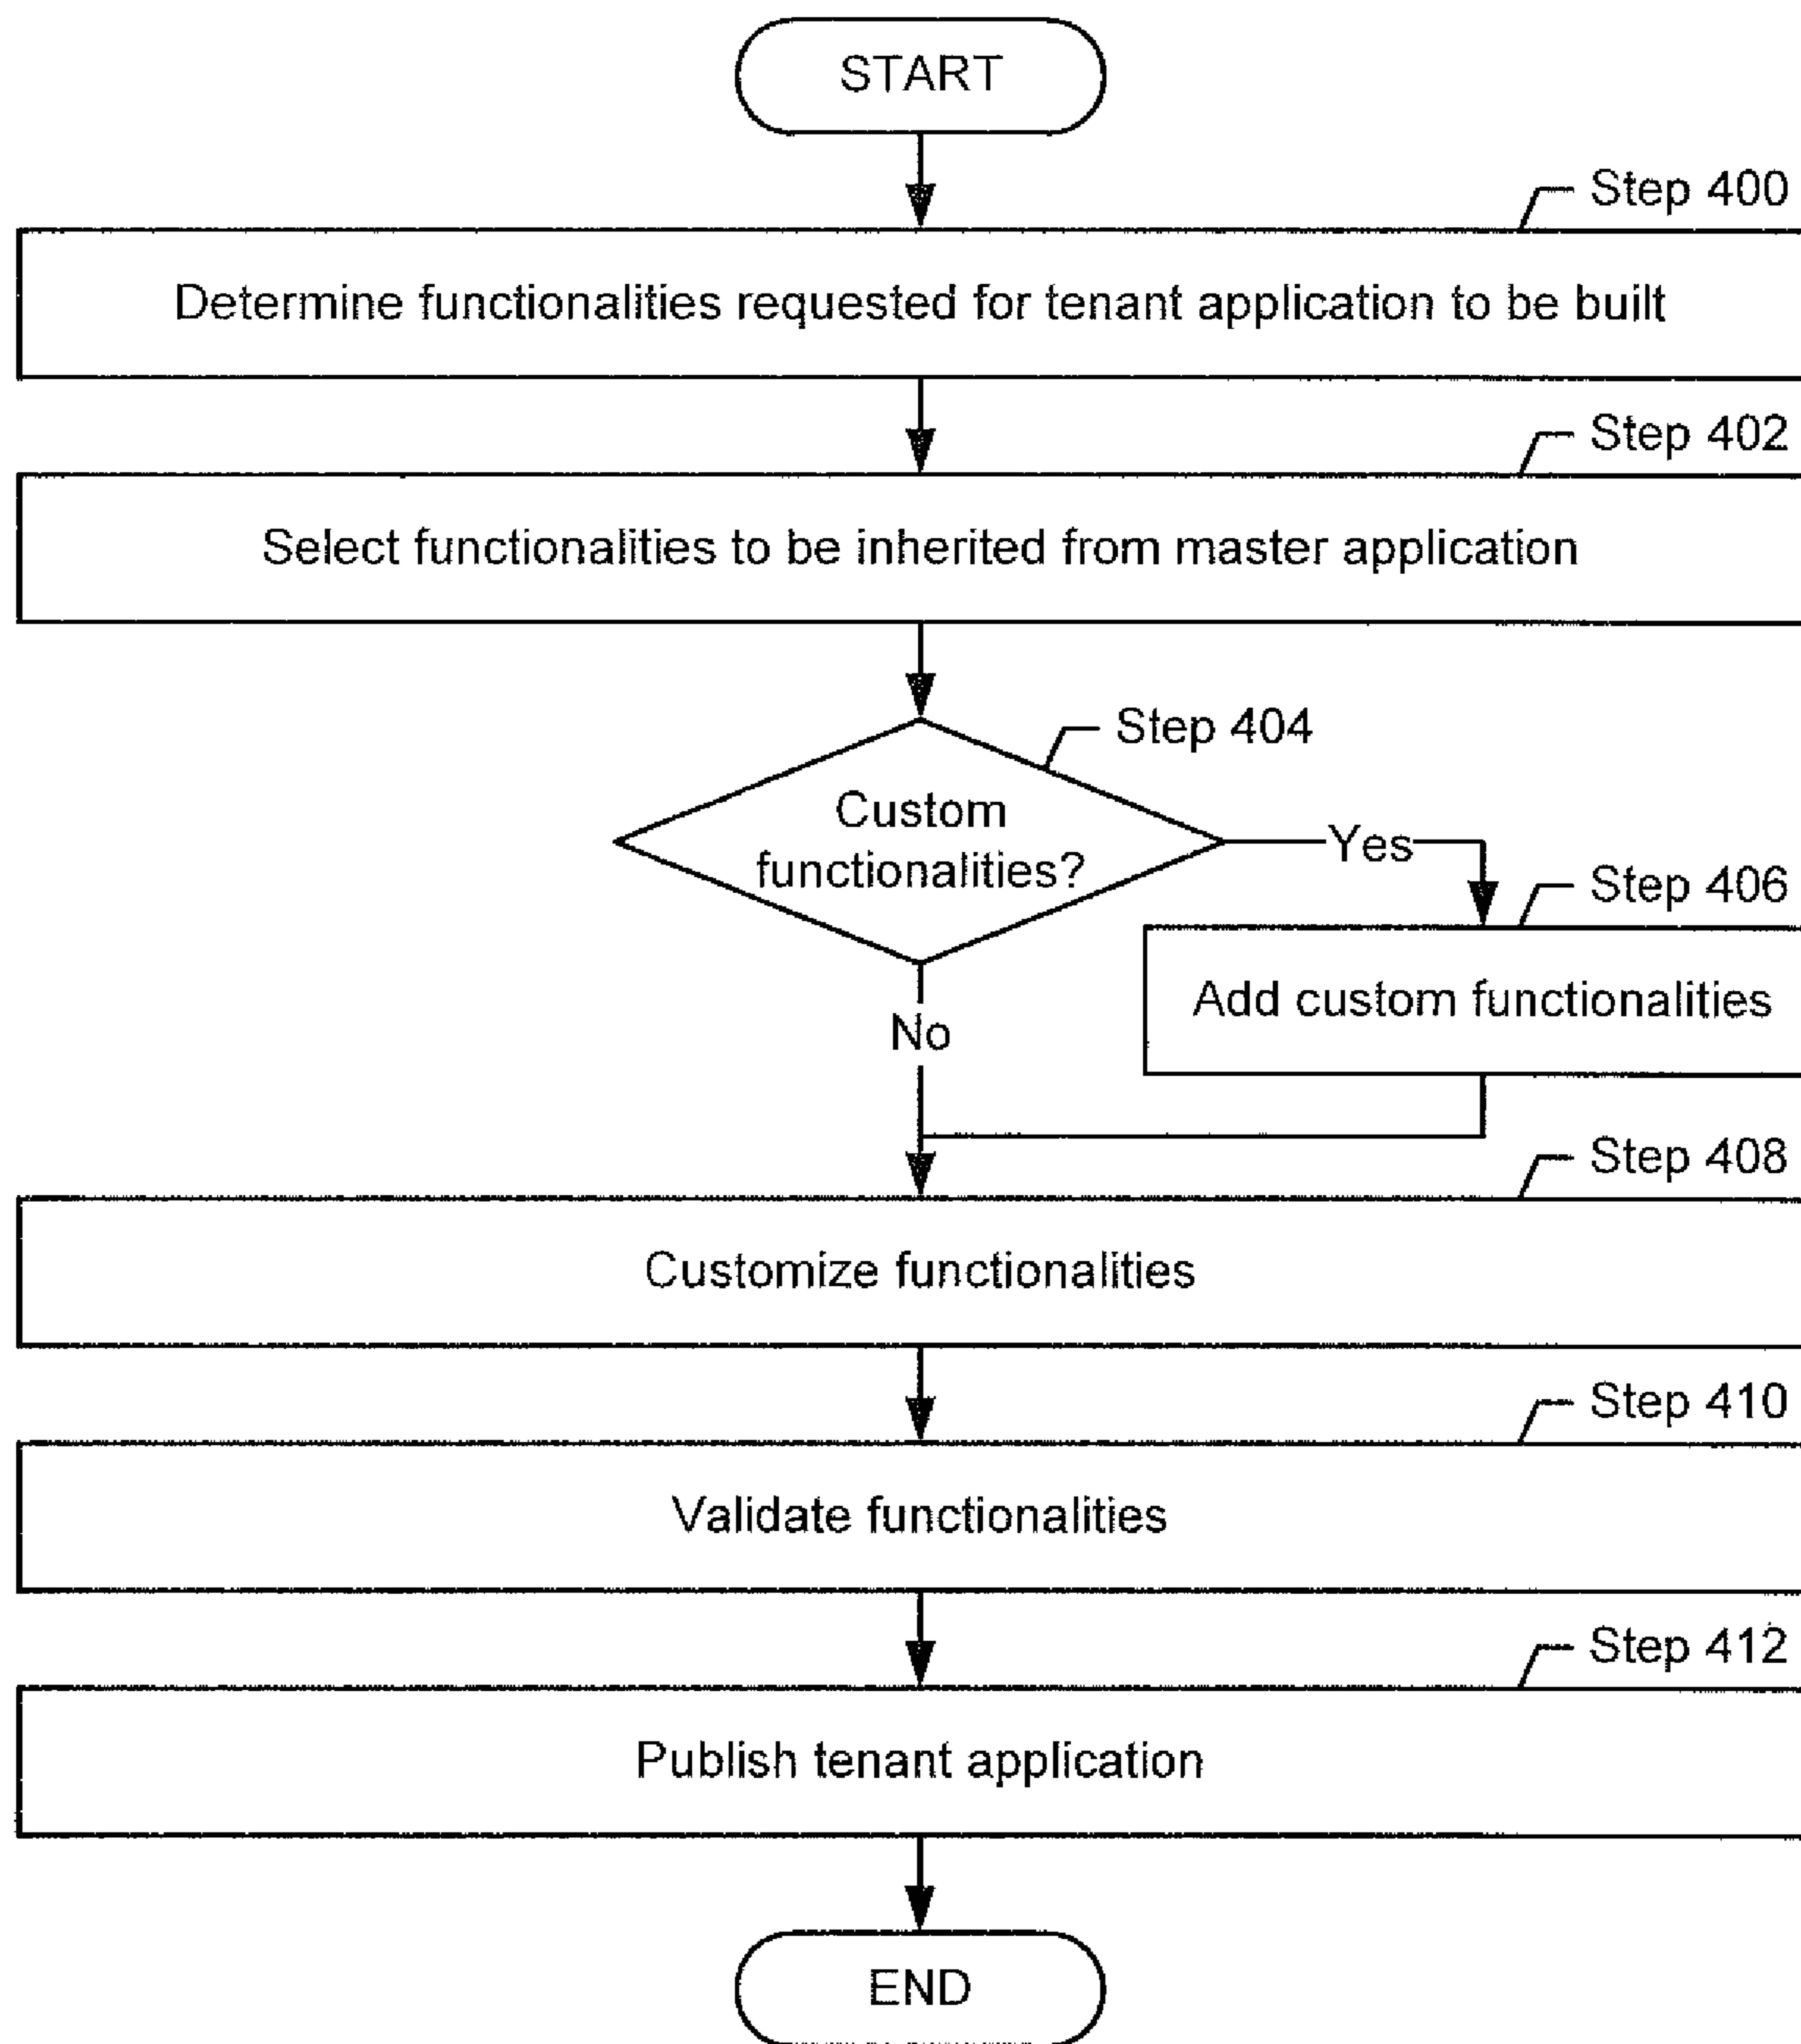 START
Step 400
Determine functionalities requested for tenant application to be built
Step 402
Select functionalities to be inherited from master application
Step 404
Custom
functionalities?
Yes
Step 406
Add custom functionalities
No
Step 408
Customize functionalities
Step 410
Validate functionalities
Step 412
Publish tenant application
END